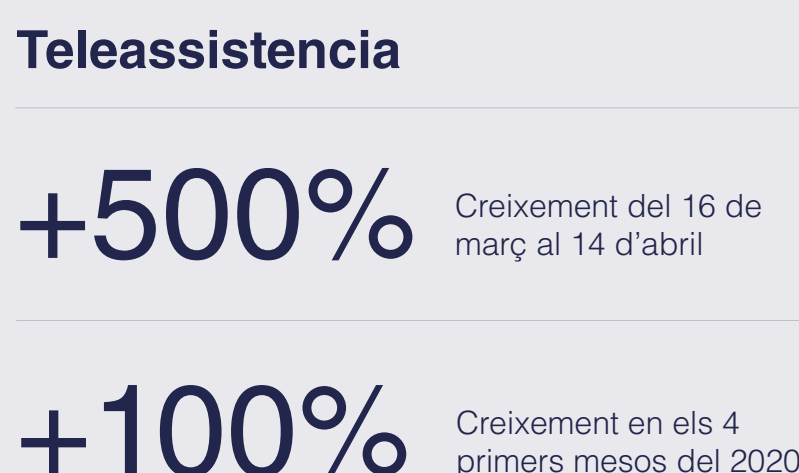 Teleassistencia
+500%
Creixement del 16 de
març al 14 d’abril
+100%
Creixement en els 4
primers mesos del 2020